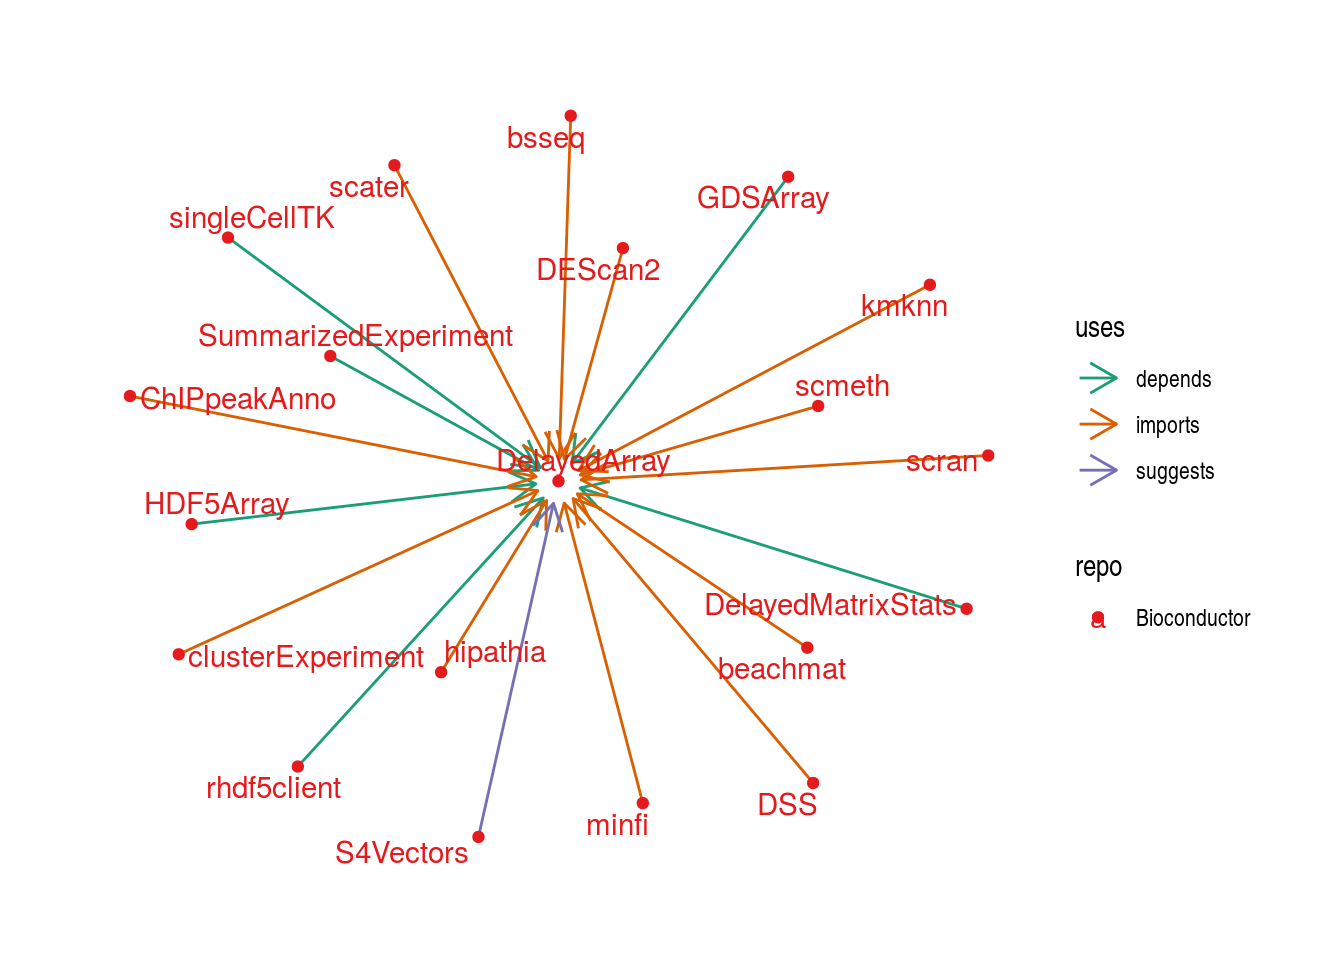 bsseq
scater
GDSArray
singleCellTK
DEScan2
kmknn
SummarizedExperiment
scmeth
ChIPpeakAnno
DelayedArray
scran
HDF5Array
DelayedMatrixStats
hipathia
clusterExperiment
beachmat
rhdf5client
DSS
minfi
S4Vectors
uses
depends
imports
suggests
repo
a Bioconductor